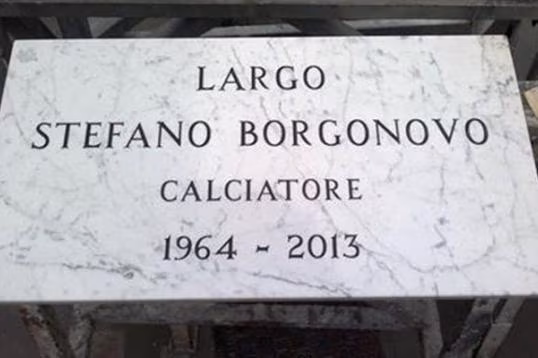 LARGO
STEFANO BORGONOVO
CALCIATORE
1964 - 2013